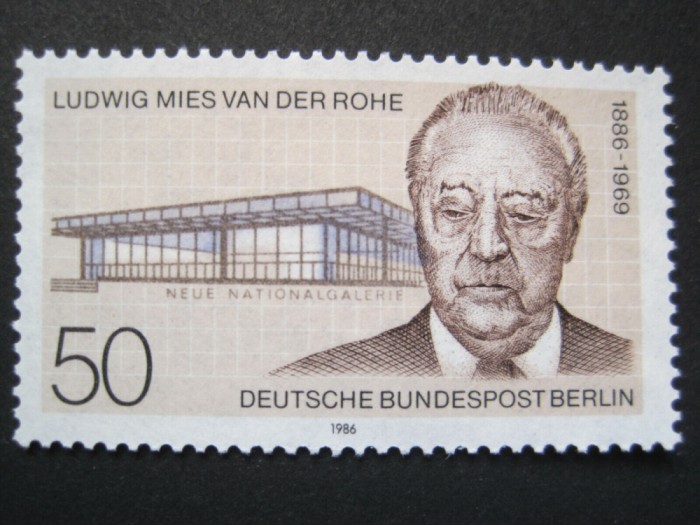 LUDWIG MIES VAN DER ROHE
1886-1969
NEUE NATIONALGALERIE
50
DEUTSCHE BUNDESPOST BERLIN
1986